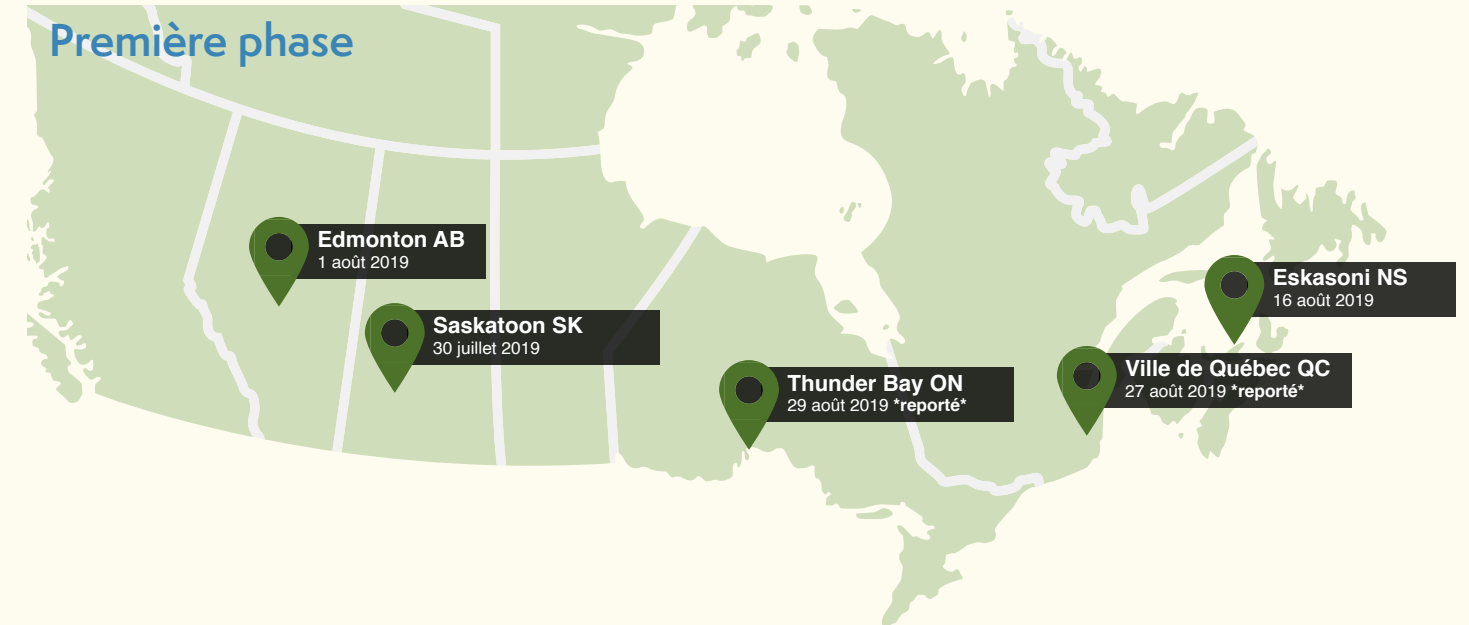 Première phase
Edmonton AB
1 août 2019
Saskatoon SK
30 juillet 2019
Thunder Bay ON
29 août 2019 *reporté*
Ville de Québec QC
27 août 2019 *reporté*
Eskasoni NS
16 août 2019